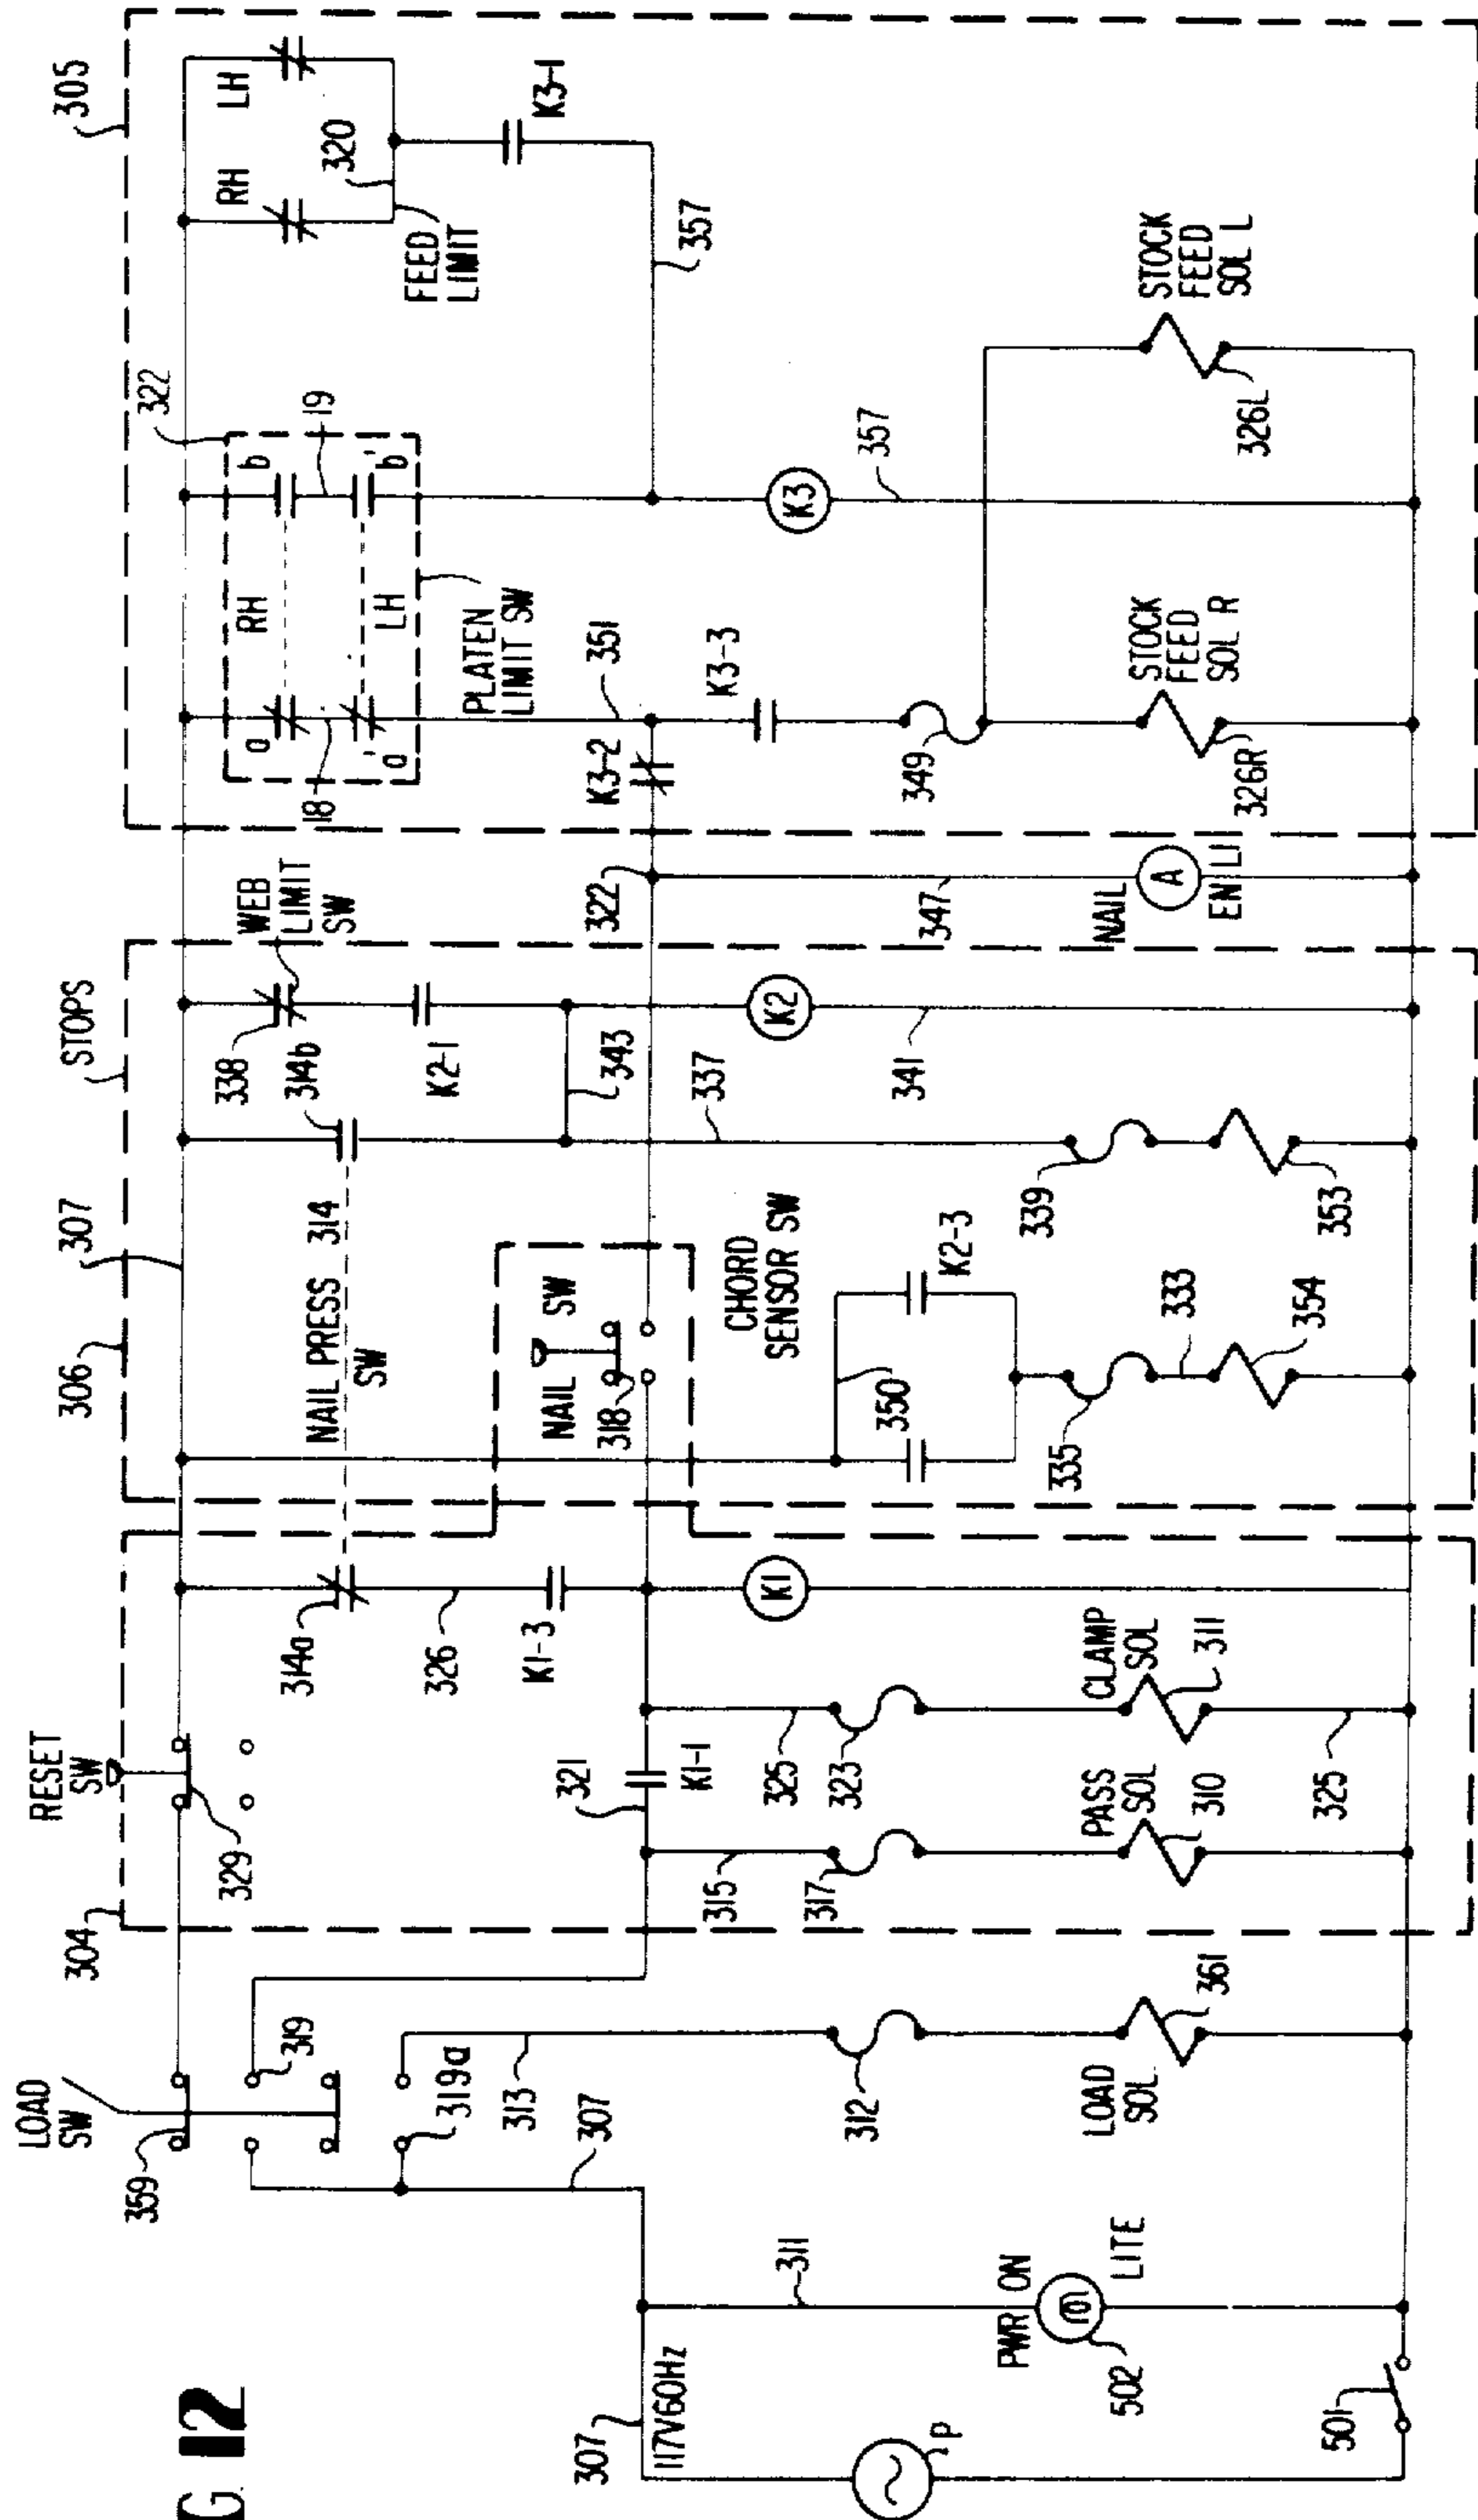 FIG 12
305
LH
RH
320
K3-1
FEED
LIMIT
357
322
b
19
b'
RH
LH
a
18
a'
PLATEN
LIMIT SW
351
K3-2
K3-3
357
K3
349
STOCK
FEED
SOL R
326R
STOCK
FEED
SOL L
326L
WEB
LIMIT
SW
322
347
NAIL
A
EN LI
STOPS
338
314b
K2-1
343
K2
337
341
339
353
307
306
NAIL PRESS 314
SW
NAIL SW
318
CHORD
SENSOR SW
350
K2-3
333
335
354
RESET
SW
304
329
314a
326
K1-3
K1
321
K1-1
325
323
CLAMP
SOL
311
315
317
PASS
SOL
310
325
LOAD
SW
359
319
319a
313
307
312
LOAD
SOL
361
311
PWR ON
LITE
502
307
117V60Hz
P
501